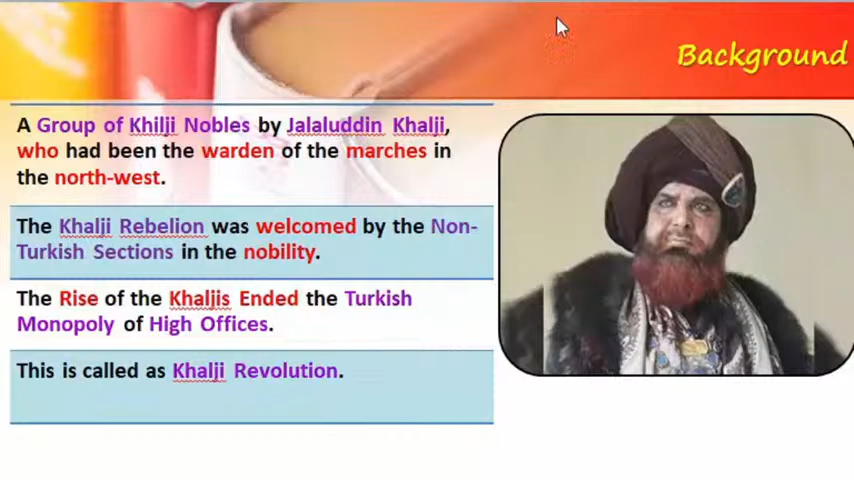 Background
A Group of Khilji Nobles by Jalaluddin Khalji,
who had been the warden of the marches in
the north-west.
The Khalji Rebelion was welcomed by the Non-
Turkish Sections in the nobility.
The Rise of the Khaljis Ended the Turkish
Monopoly of High Offices.
This is called as Khalji Revolution.